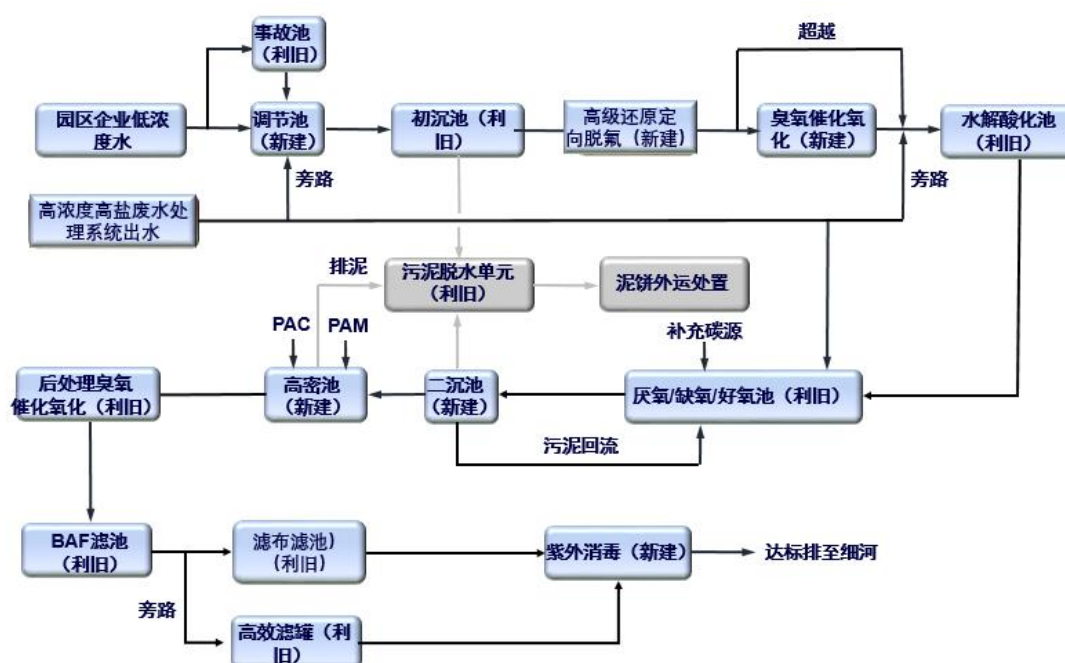 事故池
（利旧）
超越
园区企业低浓
度水
调节池
（新建）
初沉池（利
旧）
高级还原定
向脱氟（新建）
臭氧催化氧
化（新建）
水解酸化池
（利旧）
旁路
旁路
高浓度高盐废水处
理系统出水
排泥
污泥脱水单元
（利旧）
泥饼外运处置
PAC
PAM
补充碳源
后处理臭氧
催化氧化（利旧）
高密池
（新建）
二沉池
（新建）
厌氧/缺氧/好氧池（利旧）
污泥回流
BAF滤池
（利旧）
滤布滤池）
（利旧）
紫外消毒（新建）
达标排至细河
旁路
高效滤罐（利
旧）